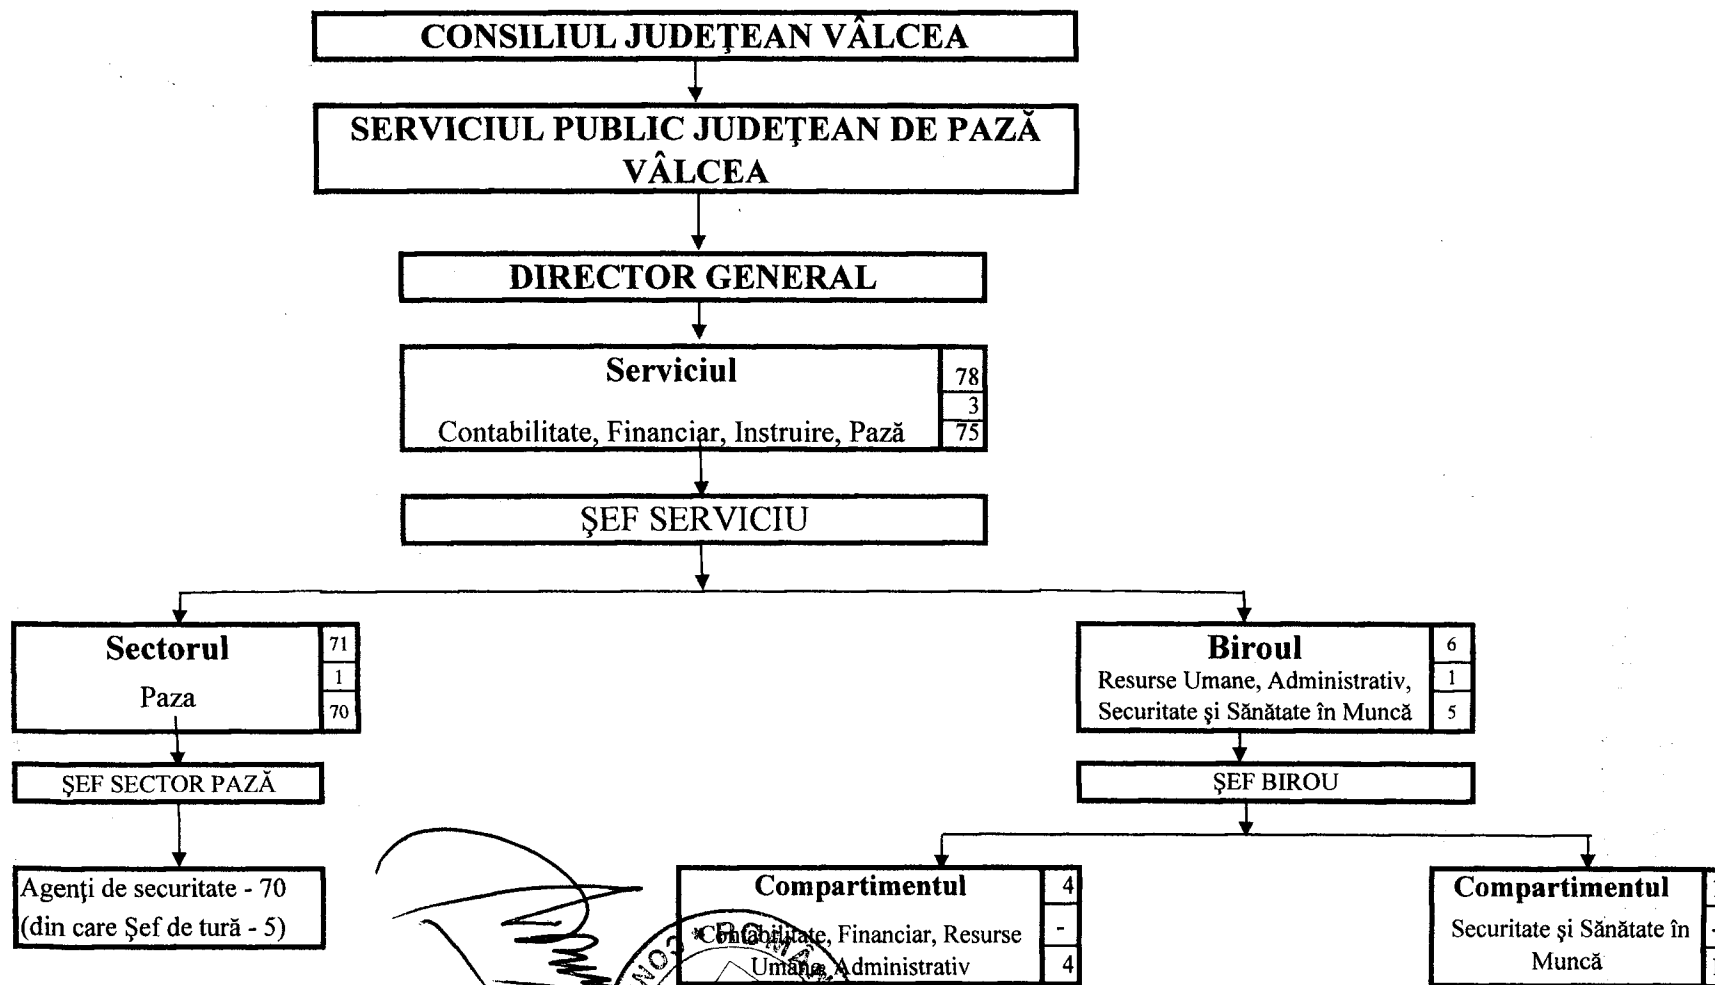 CONSILIUL JUDEŢEAN VÂLCEA
SERVICIUL PUBLIC JUDEŢEAN DE PAZĂ
VÂLCEA
DIRECTOR GENERAL
Serviciul
78
3
Contabilitate, Financiar, Instruire, Pază
75
ŞEF SERVICIU
Sectorul
71
1
Paza
70
Biroul
6
Resurse Umane, Administrativ,
1
Securitate şi Sănătate în Muncă
5
ŞEF SECTOR PAZĂ
ŞEF BIROU
Agenţi de securitate - 70
(din care Şef de tură - 5)
Compartimentul
4
Contabilitate, Financiar, Resurse
-
Umane, Administrativ
4
Compartimentul
Securitate şi Sănătate în
Muncă